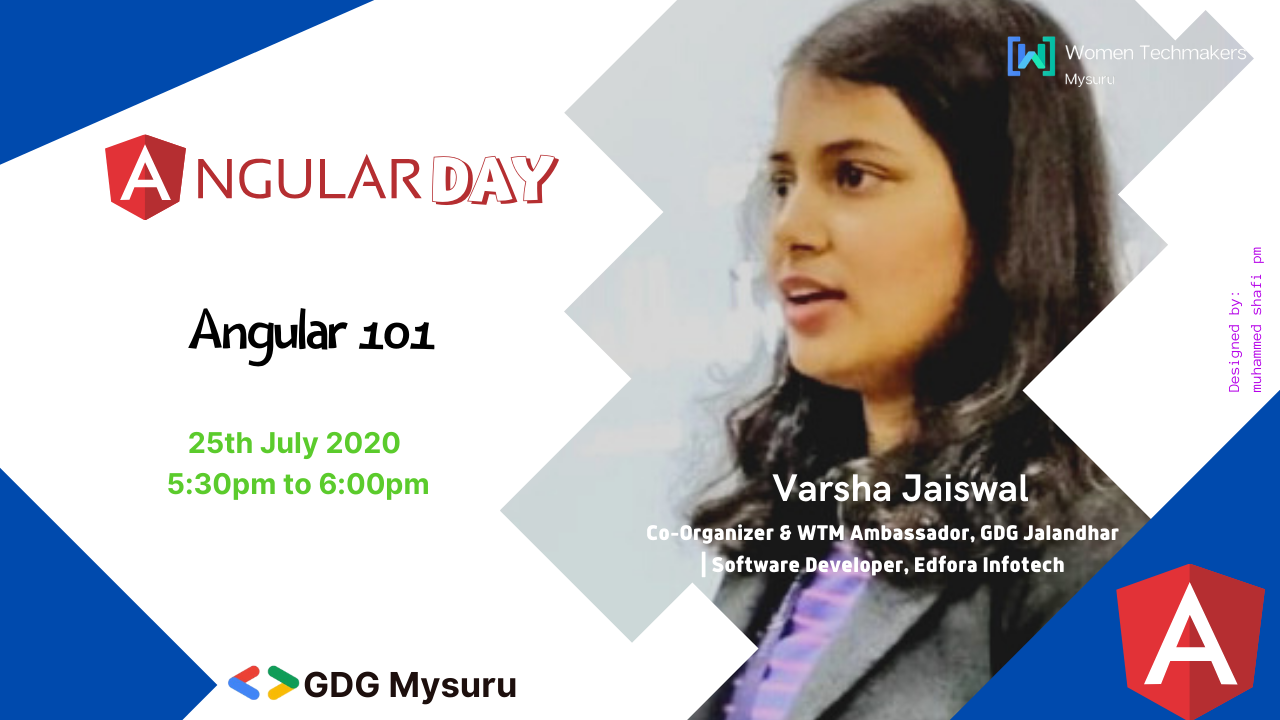 Women Techmakers
Mysuru
ANGULAR DAY
Angular 101
25th July 2020
5:30pm to 6:00pm
Varsha Jaiswal
Co-Organizer & WTM Ambassador, GDG Jalandhar
| Software Developer, Edfora Infotech
GDG Mysuru
Designed by:
muhammed shafi pm
A